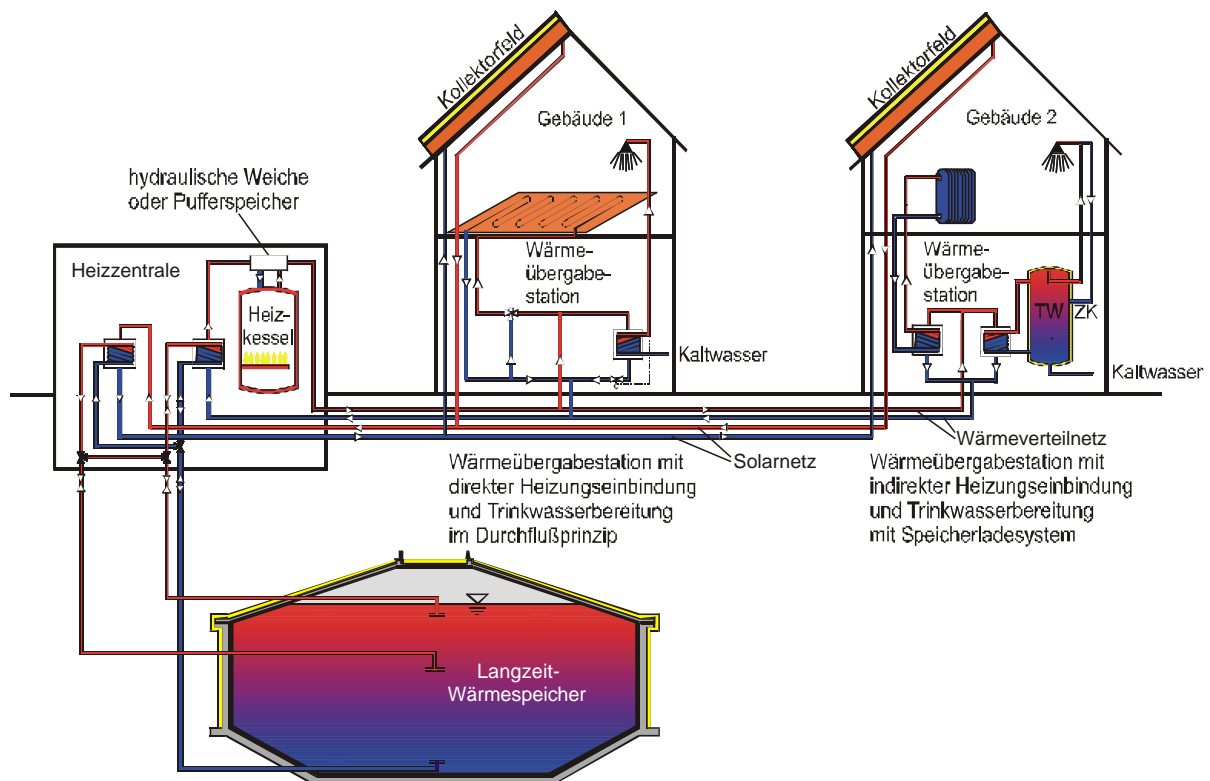 Kollektorfeld
Gebäude 1
Kollektorfeld
Gebäude 2
hydraulische Weiche
oder Pufferspeicher
Heizzentrale
Heiz-
kessel
Wärme-
übergabe-
station
Kaltwasser
Wärme-
übergabe-
station
TW
ZK
Kaltwasser
Wärmeverteilnetz
Solarnetz
Wärmeübergabestation mit
direkter Heizungseinbindung
und Trinkwasserbereitung
im Durchflußprinzip
Wärmeübergabestation mit
indirekter Heizungseinbindung
und Trinkwasserbereitung
mit Speicherladesystem
Langzeit-
Wärmespeicher